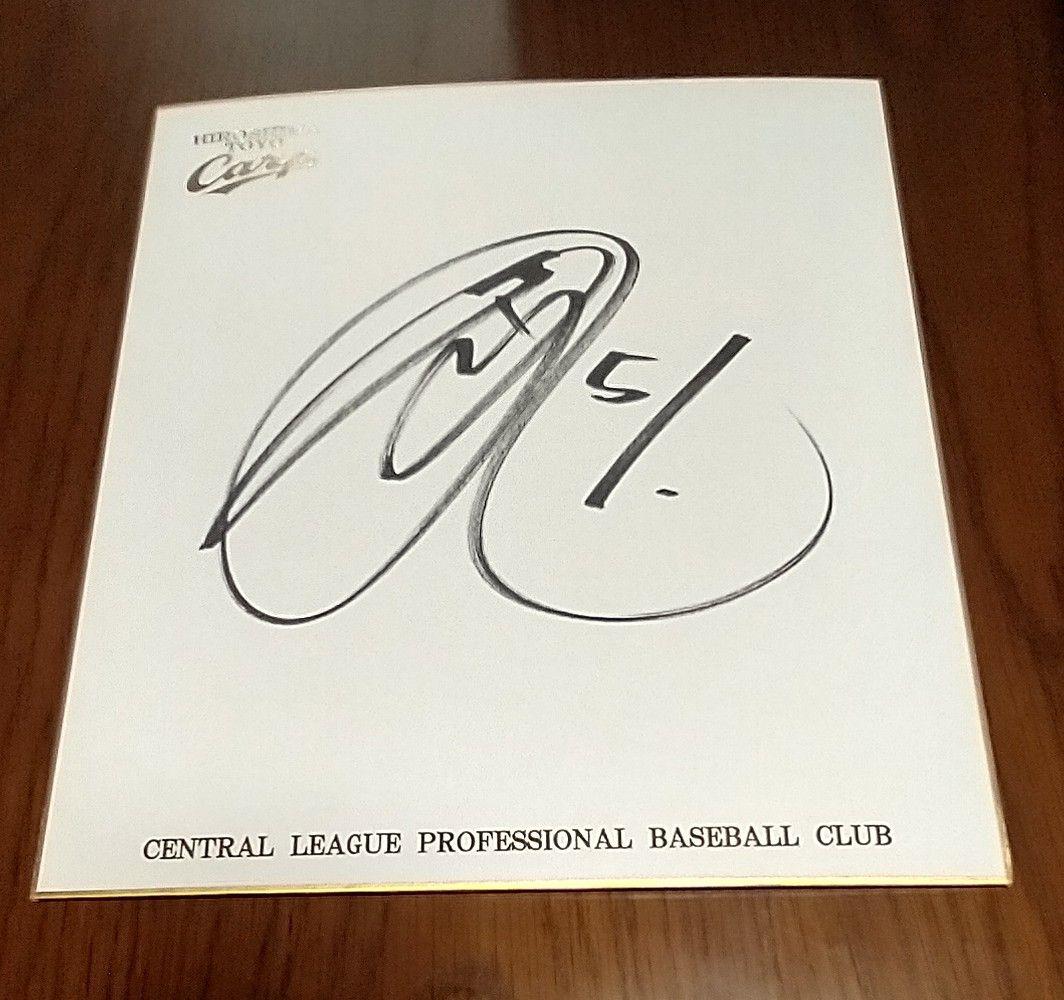 HIROSHIMA
TOYO
Carp
51
CENTRAL LEAGUE PROFESSIONAL BASEBALL CLUB